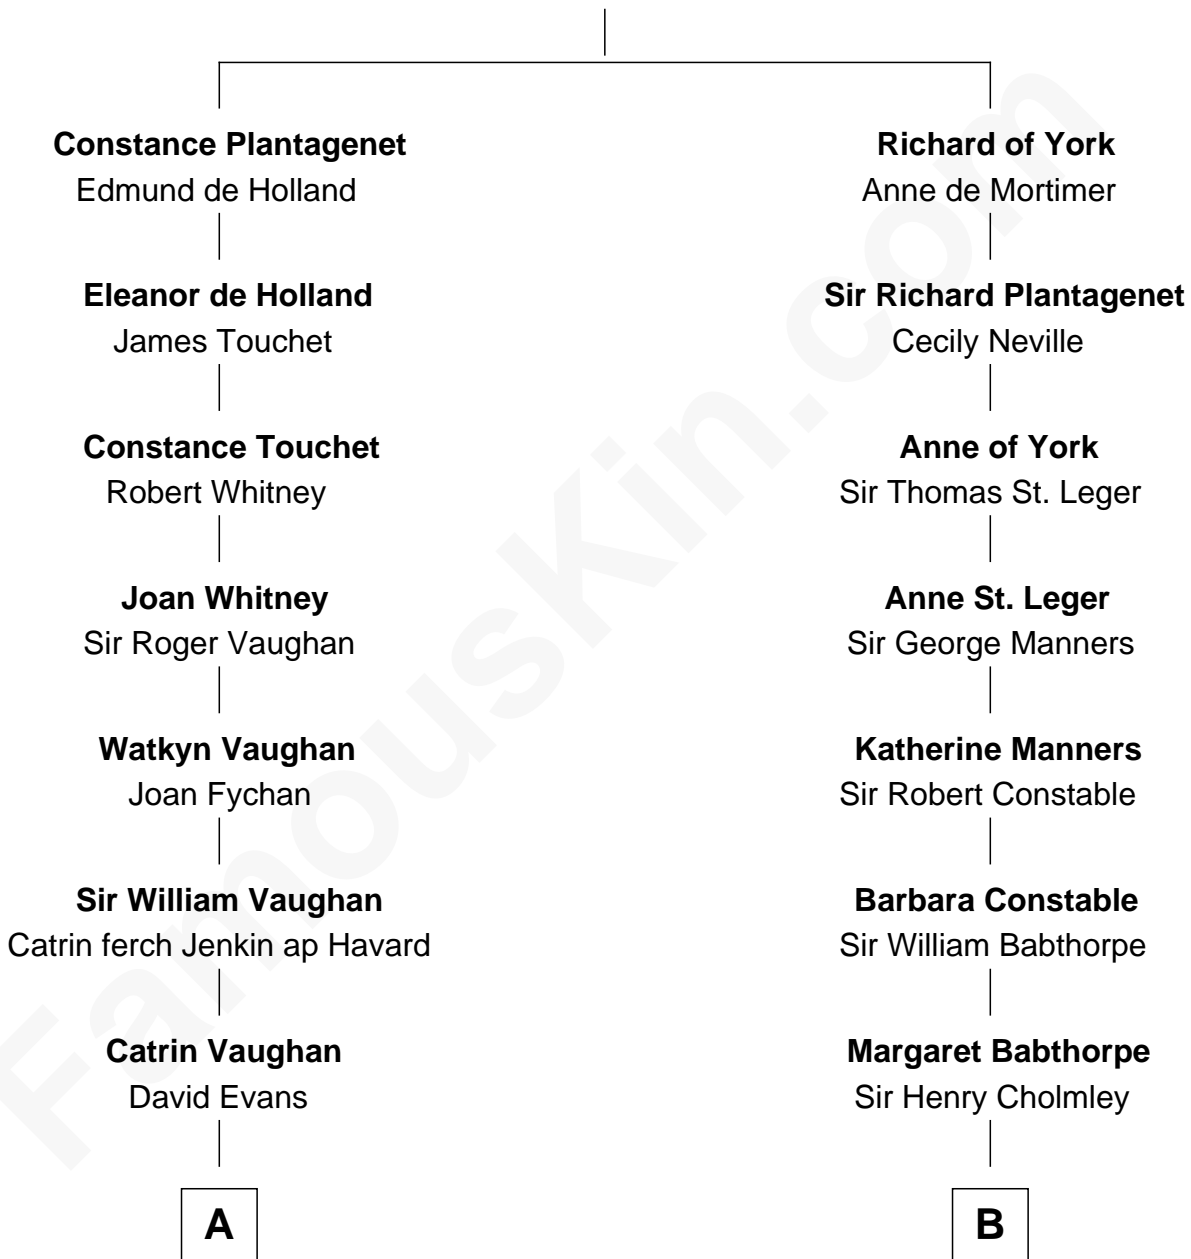 Constance Plantagenet
Edmund de Holland
Richard of York
Anne de Mortimer
Eleanor de Holland
James Touchet
Sir Richard Plantagenet
Cecily Neville
Constance Touchet
Robert Whitney
Anne of York
Sir Thomas St. Leger
Joan Whitney
Sir Roger Vaughan
Anne St. Leger
Sir George Manners
Watkyn Vaughan
Joan Fychan
Katherine Manners
Sir Robert Constable
Sir William Vaughan
Catrin ferch Jenkin ap Havard
Barbara Constable
Sir William Babthorpe
Catrin Vaughan
David Evans
Margaret Babthorpe
Sir Henry Cholmley
A
B
FamousKin.com